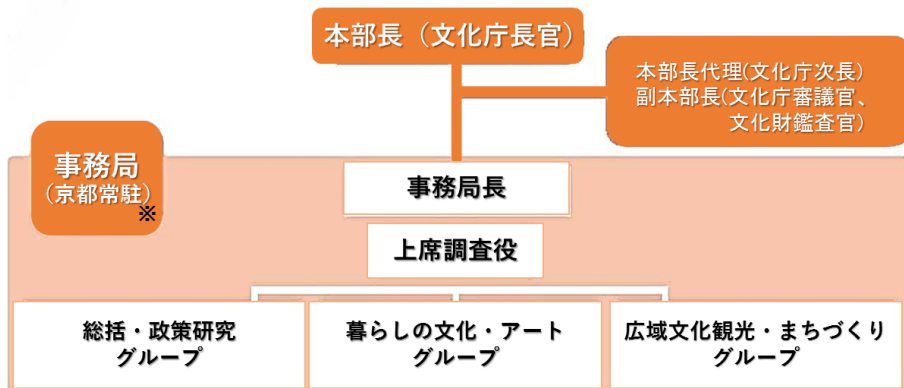 本部長（文化庁長官）
本部長代理(文化庁次長)
副本部長(文化庁審議官、
文化財鑑査官)
事務局
（京都常駐）
※
事務局長
上席調査役
総括・政策研究
グループ
暮らしの文化・アート
グループ
広域文化観光・まちづくり
グループ